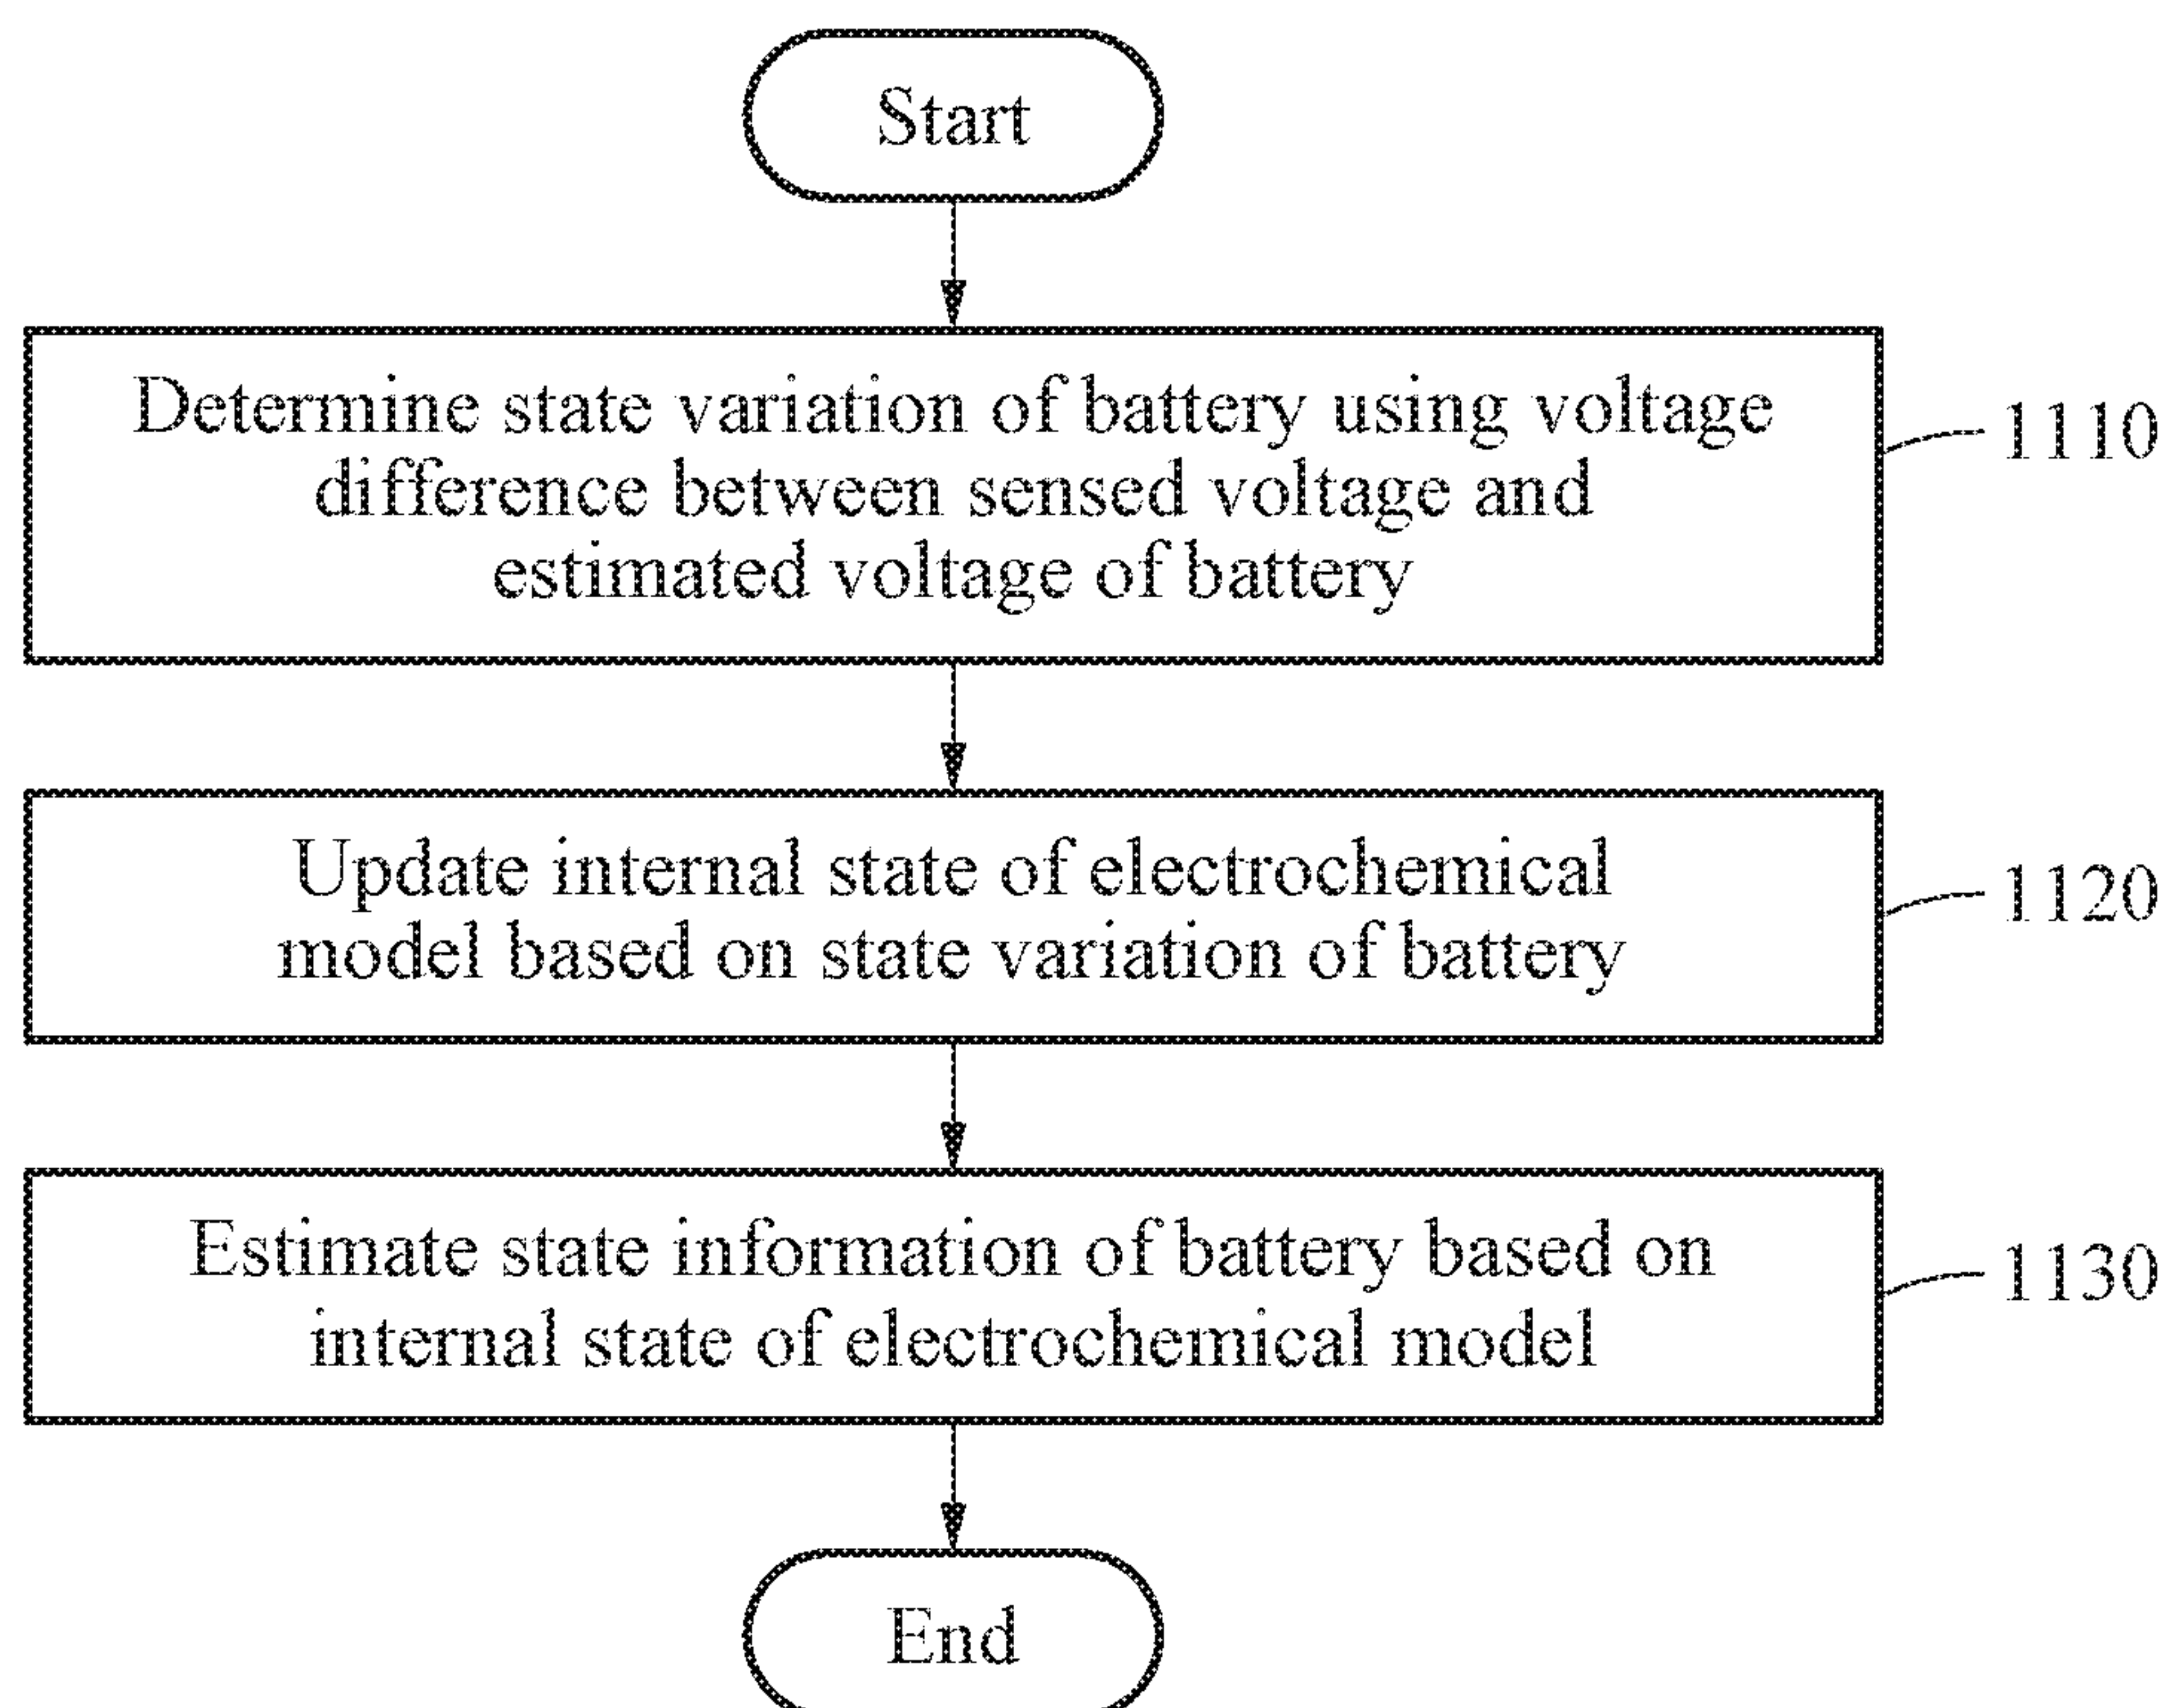 Start
Determine state variation of battery using voltage
difference between sensed voltage and
estimated voltage of battery
1110
Update internal state of electrochemical
model based on state variation of battery
1120
Estimate state information of battery based on
internal state of electrochemical model
1130
End